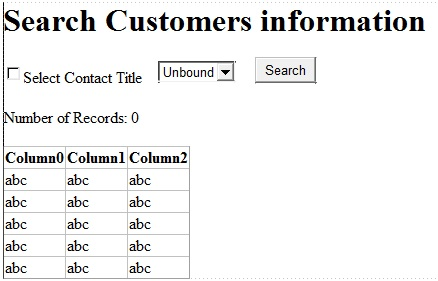 Search Customers information
Select Contact Title Unbound Search
Number of Records: 0
Column0 Column1 Column2
abc abc abc
abc abc abc
abc abc abc
abc abc abc
abc abc abc